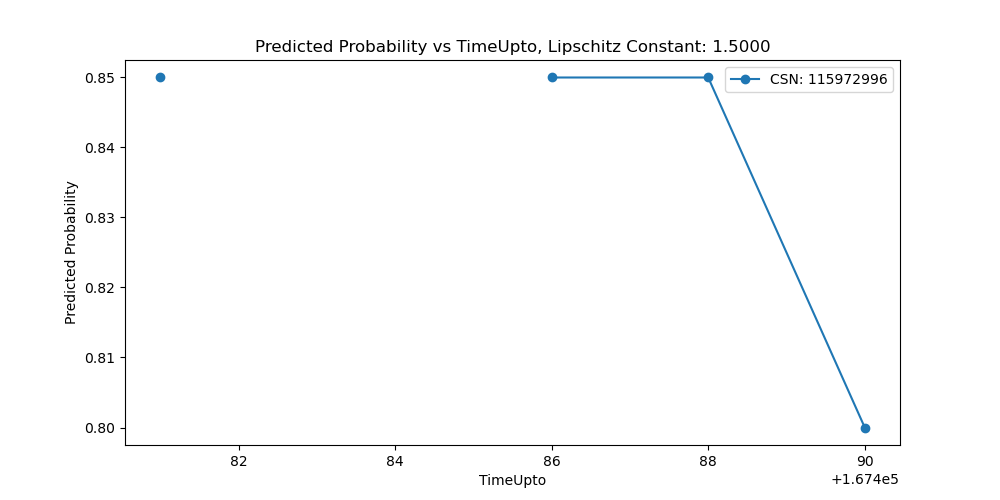 Predicted Probability vs TimeUpto, Lipschitz Constant: 1.5000
CSN: 115972996
Predicted Probability
0.85
0.84
0.83
0.82
0.81
0.80
82 84 86 88 90
TimeUpto
+1.674e5